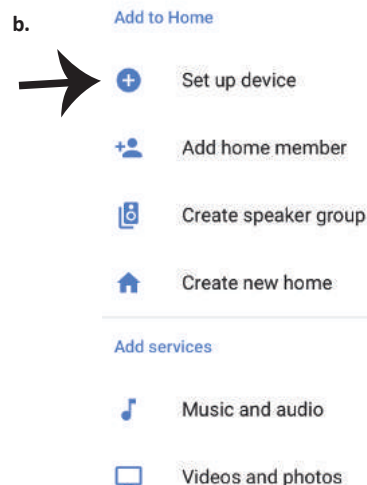 b.
Add to Home
Set up device
Add home member
Create speaker group
Create new home
Add services
Music and audio
Videos and photos